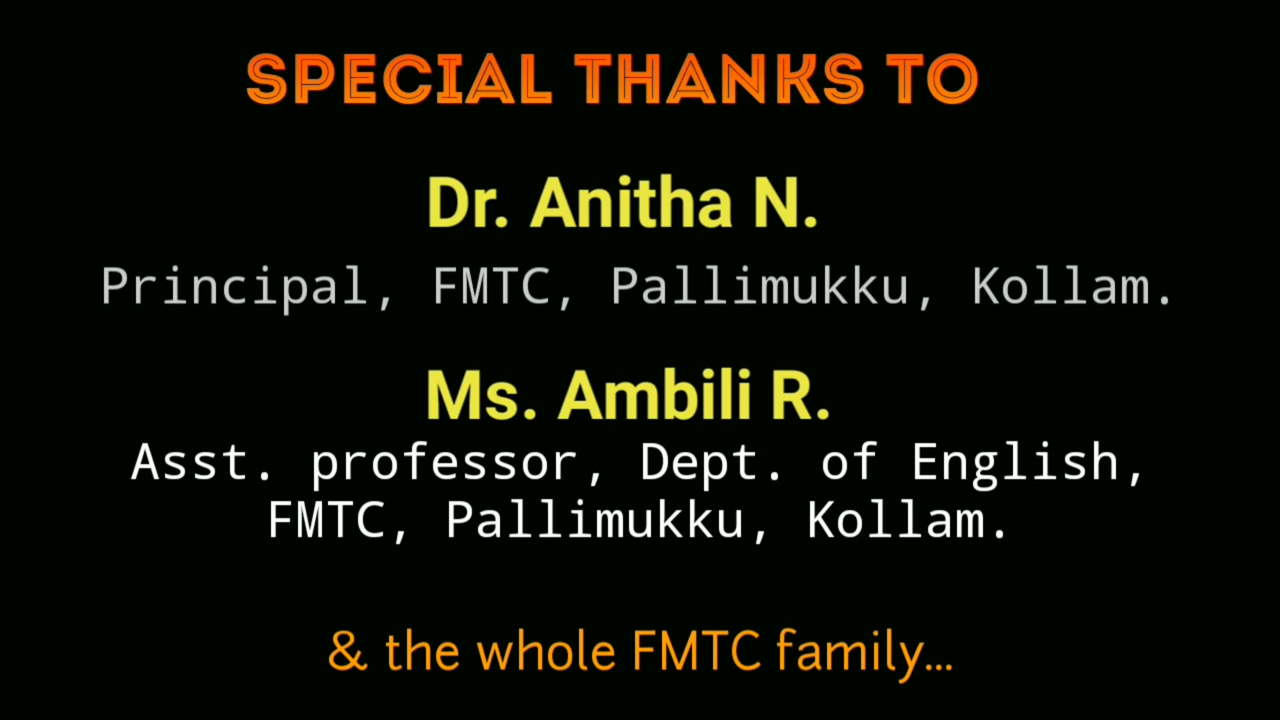 SPECIAL THANKS TO
Dr. Anitha N.
Principal, FMTC, Pallimukku, Kollam.
Ms. Ambili R.
Asst. professor, Dept. of English,
FMTC, Pallimukku, Kollam.
& the whole FMTC family...